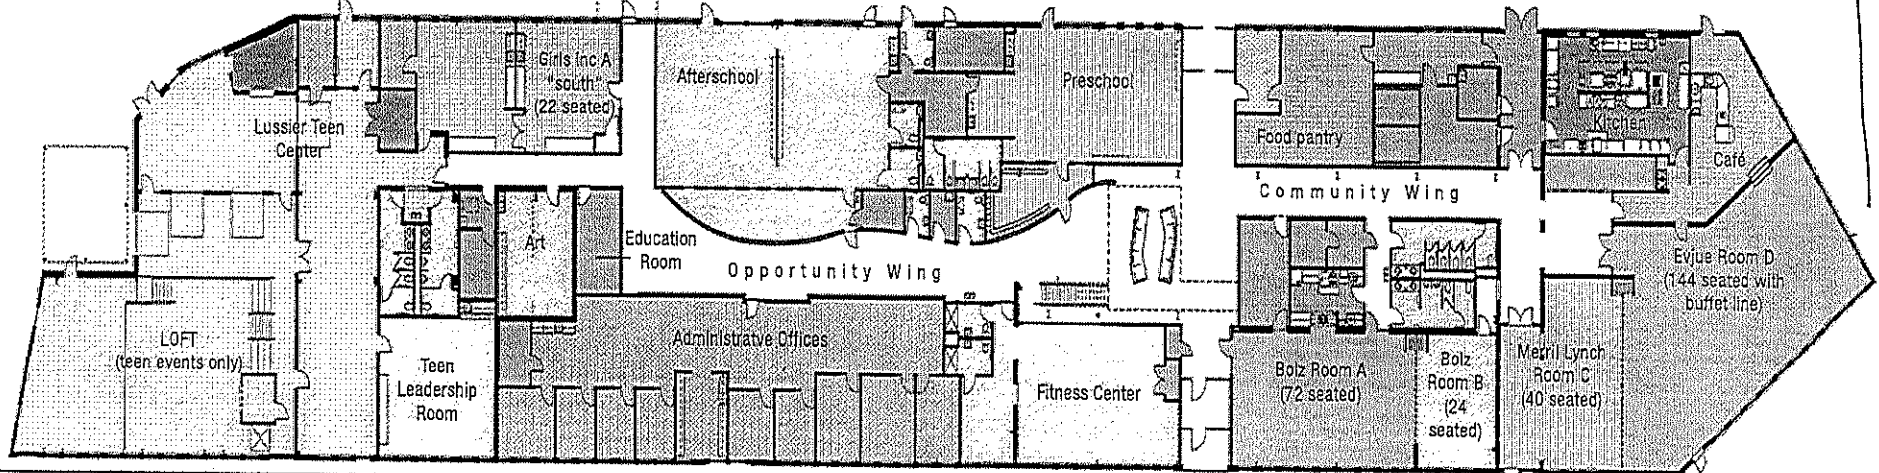 Girls Inc A
"south"
(22 seated)
Afterschool
Preschool
Lussier Teen
Center
Food pantry
Kitchen
Café
Community Wing
Art
Education
Room
Opportunity Wing
Evjue Room D
(144 seated with
buffet line)
LOFT
(teen events only)
Teen
Leadership
Room
Administratve Offices
Fitness Center
Bolz Room A
(72 seated)
Bolz
Room B
(24
seated)
Merril Lynch
Room C
(40 seated)